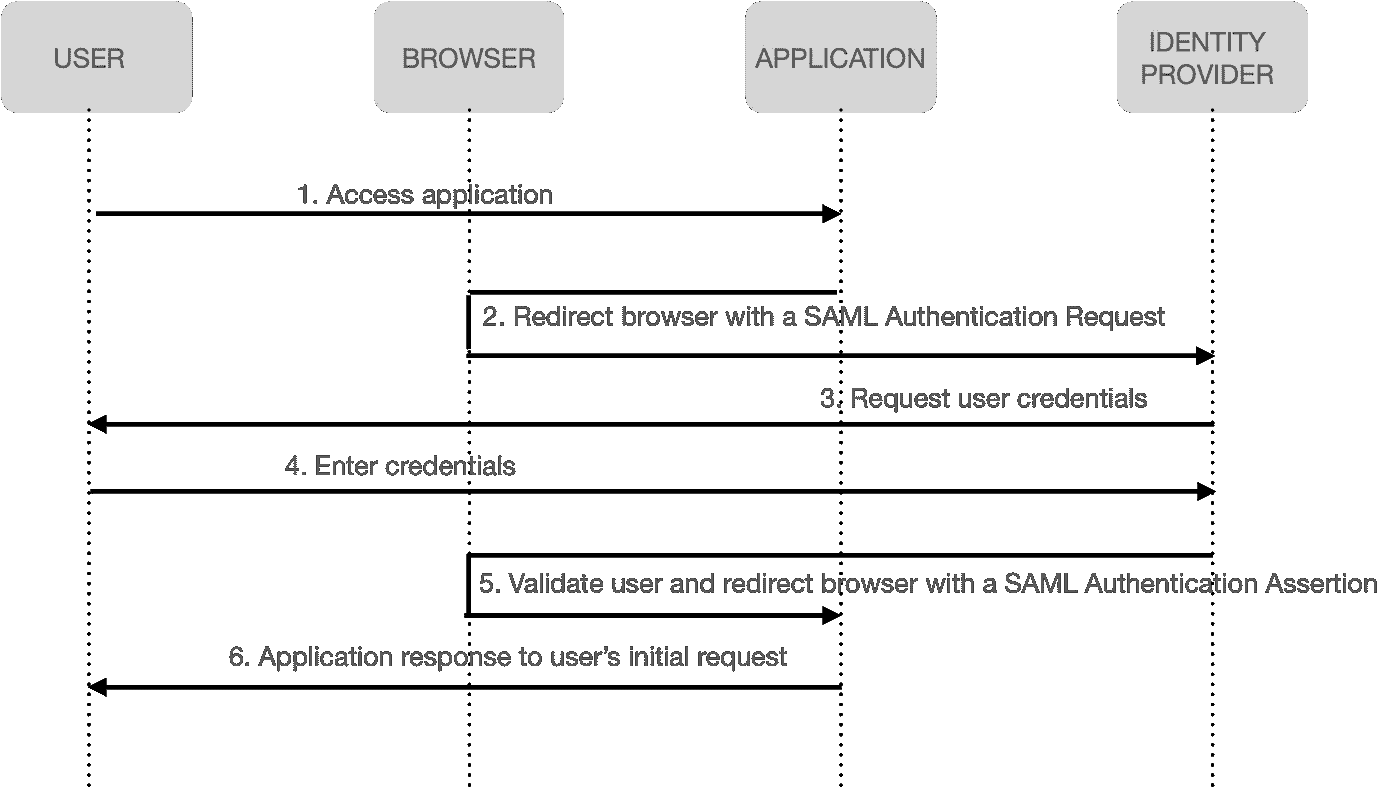 USER
BROWSER
APPLICATION
IDENTITY
PROVIDER
1. Access application
2. Redirect browser with a SAML Authentication Request
3. Request user credentials
4. Enter credentials
5. Validate user and redirect browser with a SAML Authentication Assertion
6. Application response to user's initial request